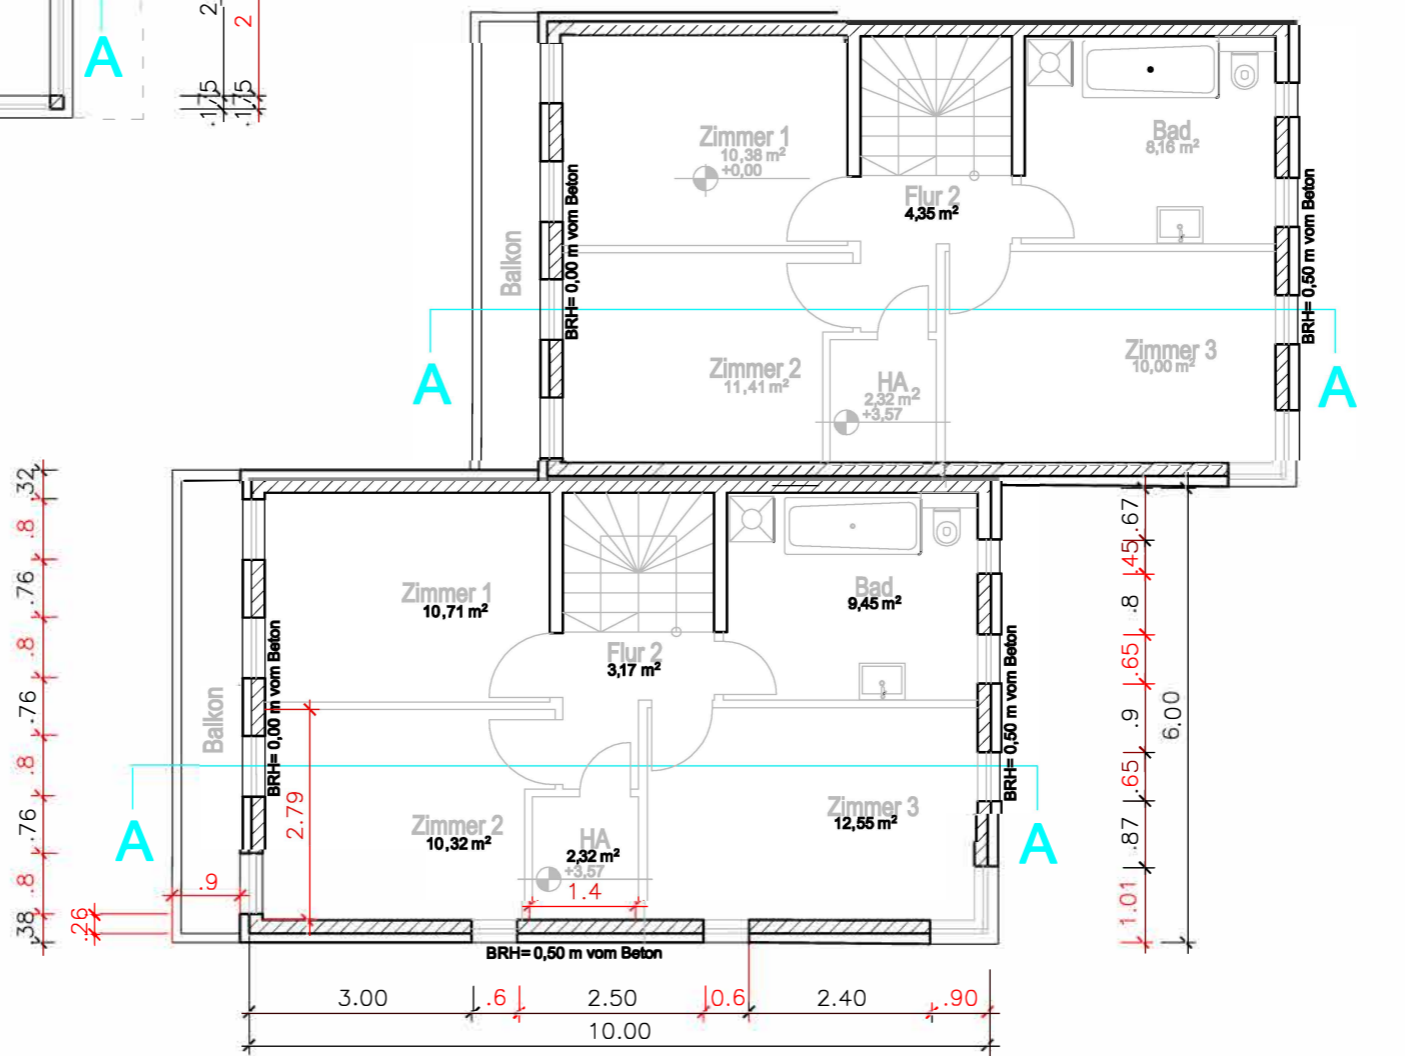 2
2
A
.175
.175
Zimmer 1
10,38 m²
+0,00
Bad
8,16 m²
Flur 2
4,35 m²
Balkon
BRH= 0,00 m vom Beton
BRH= 0,50 m vom Beton
Zimmer 2
11,41 m²
HA
2,32 m²
+3,57
Zimmer 3
10,00 m²
A
A
.32
.8
.76
.8
.76
.8
.76
.8
.38
.26
.9
Zimmer 1
10,71 m²
Bad
9,45 m²
Flur 2
3,17 m²
Balkon
BRH= 0,00 m vom Beton
BRH= 0,50 m vom Beton
2.79
Zimmer 2
10,32 m²
HA
2,32 m²
+3,57
1.4
Zimmer 3
12,55 m²
A
A
.67
.45
.8
.65
.9
.65
.87
1.01
6.00
BRH= 0,50 m vom Beton
3.00
.6
2.50
0.6
2.40
.90
10.00